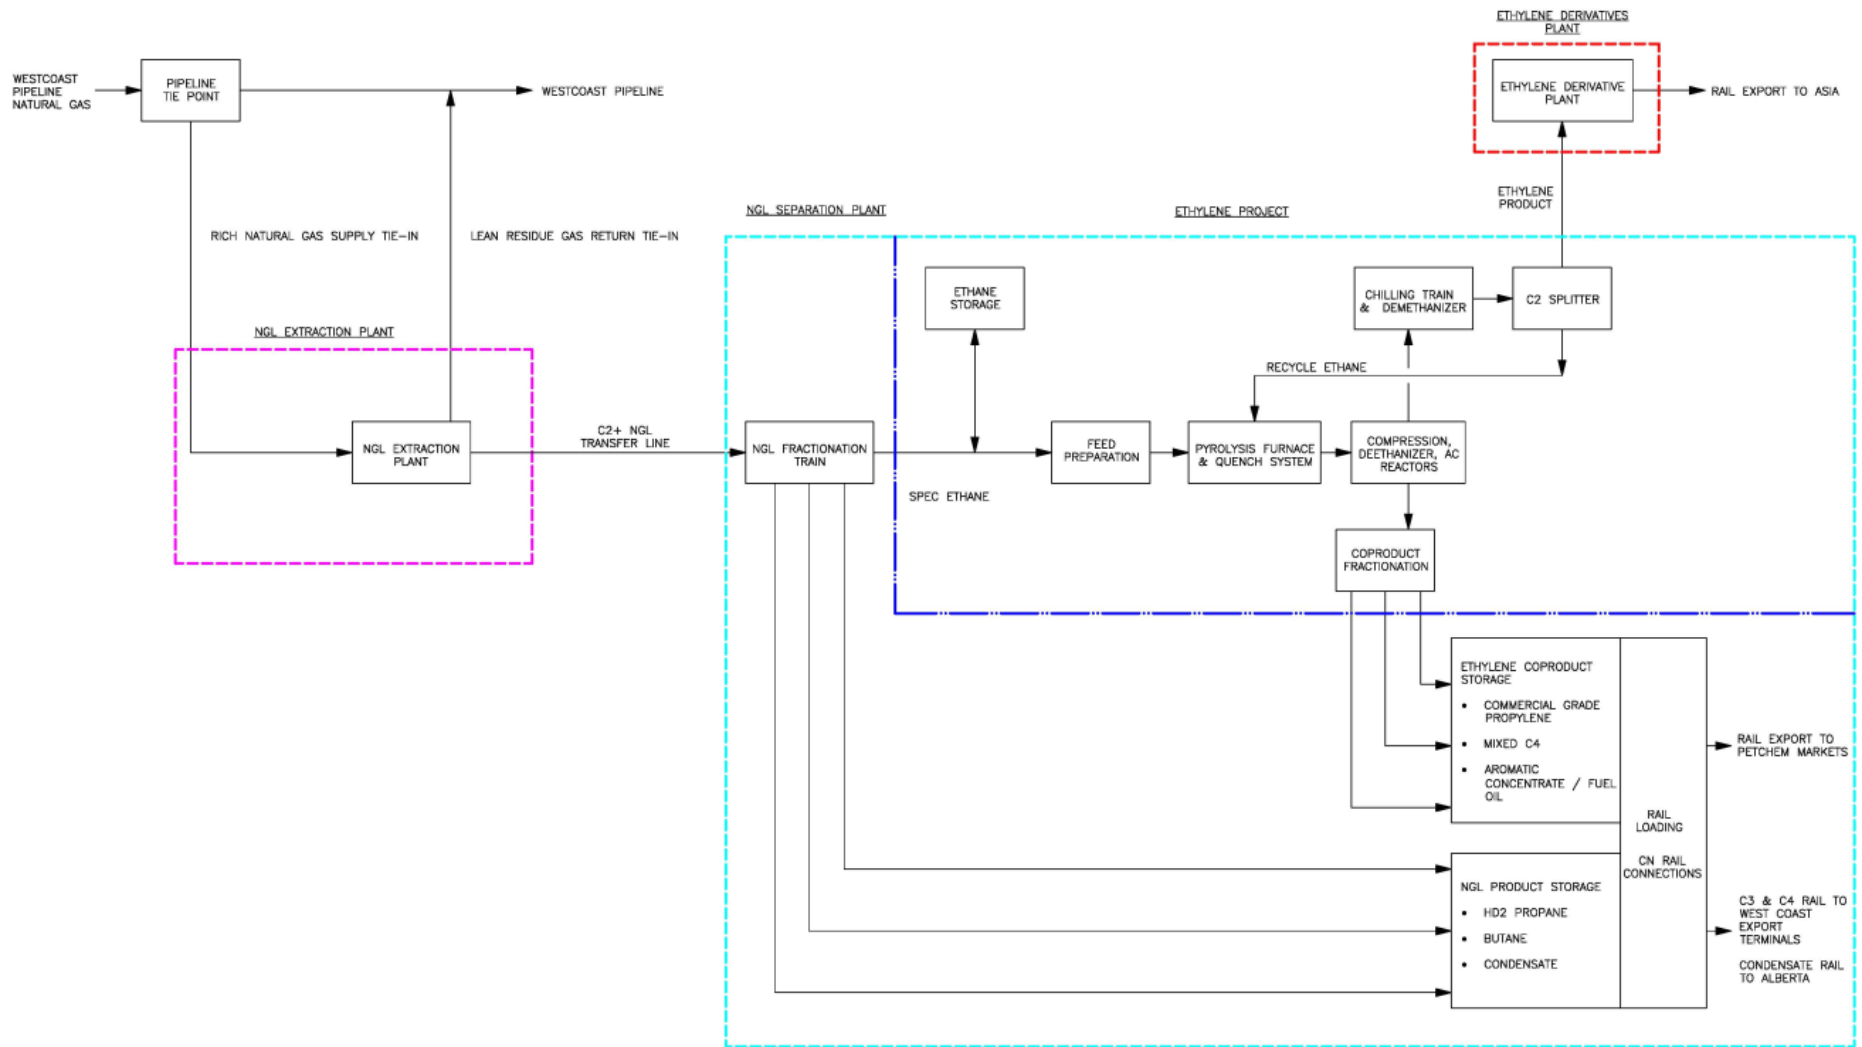 ETHYLENE DERIVATIVES
PLANT
WESTCOAST
PIPELINE
NATURAL GAS
PIPELINE
TIE POINT
WESTCOAST PIPELINE
ETHYLENE DERIVATIVE
PLANT
RAIL EXPORT TO ASIA
ETHYLENE
PRODUCT
NGL SEPARATION PLANT
ETHYLENE PROJECT
RICH NATURAL GAS SUPPLY TIE-IN
LEAN RESIDUE GAS RETURN TIE-IN
ETHANE
STORAGE
CHILLING TRAIN
& DEMETHANIZER
C2 SPLITTER
NGL EXTRACTION PLANT
RECYCLE ETHANE
NGL EXTRACTION
PLANT
C2+ NGL
TRANSFER LINE
NGL FRACTIONATION
TRAIN
SPEC ETHANE
FEED
PREPARATION
PYROLYSIS FURNACE
& QUENCH SYSTEM
COMPRESSION,
DEETHANIZER, AC
REACTORS
COPRODUCT
FRACTIONATION
ETHYLENE COPRODUCT
STORAGE
• COMMERCIAL GRADE
PROPYLENE
• MIXED C4
• AROMATIC
CONCENTRATE / FUEL
OIL
RAIL EXPORT TO
PETCHEM MARKETS
RAIL
LOADING
CN RAIL
CONNECTIONS
NGL PRODUCT STORAGE
• HD2 PROPANE
• BUTANE
• CONDENSATE
C3 & C4 RAIL TO
WEST COAST
EXPORT
TERMINALS
CONDENSATE RAIL
TO ALBERTA